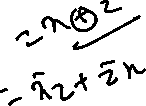 = x ⊕ z
= x̄z + z̄x